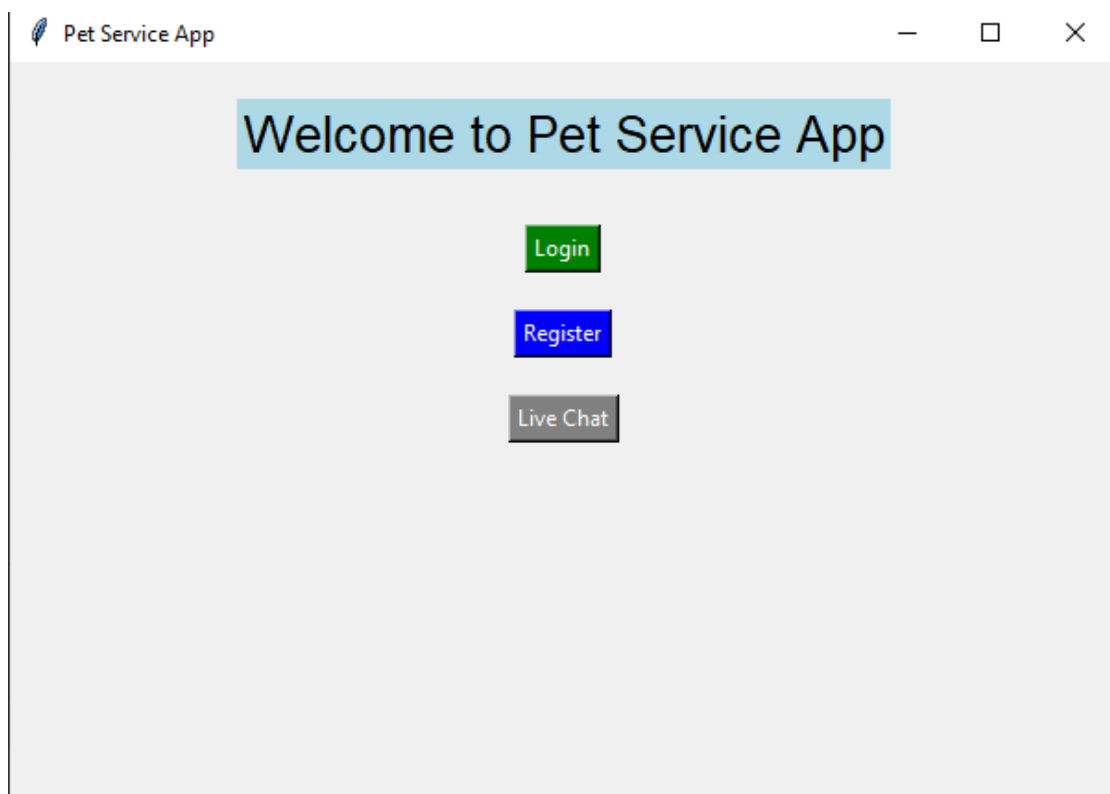 Pet Service App
Welcome to Pet Service App
Login
Register
Live Chat